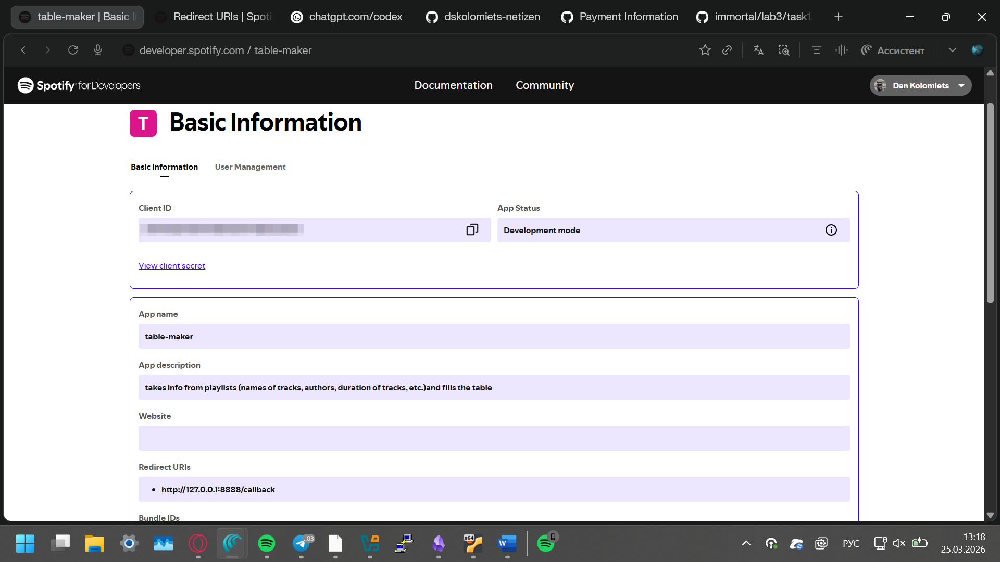 table-maker | Basic I
Redirect URIs | Spoti
chatgpt.com/codex
dskolomiets-netizen
Payment Information
immortal/lab3/task1.
developer.spotify.com / table-maker
Ассистент
Spotify for Developers
Documentation
Community
Dan Kolomiets
T
Basic Information
Basic Information
User Management
Client ID
App Status
Development mode
View client secret
App name
table-maker
App description
takes info from playlists (names of tracks, authors, duration of tracks, etc.)and fills the table
Website
Redirect URIs
http://127.0.0.1:8888/callback
Bundle IDs
..03
x64
W
РУС
13:18
25.03.2026